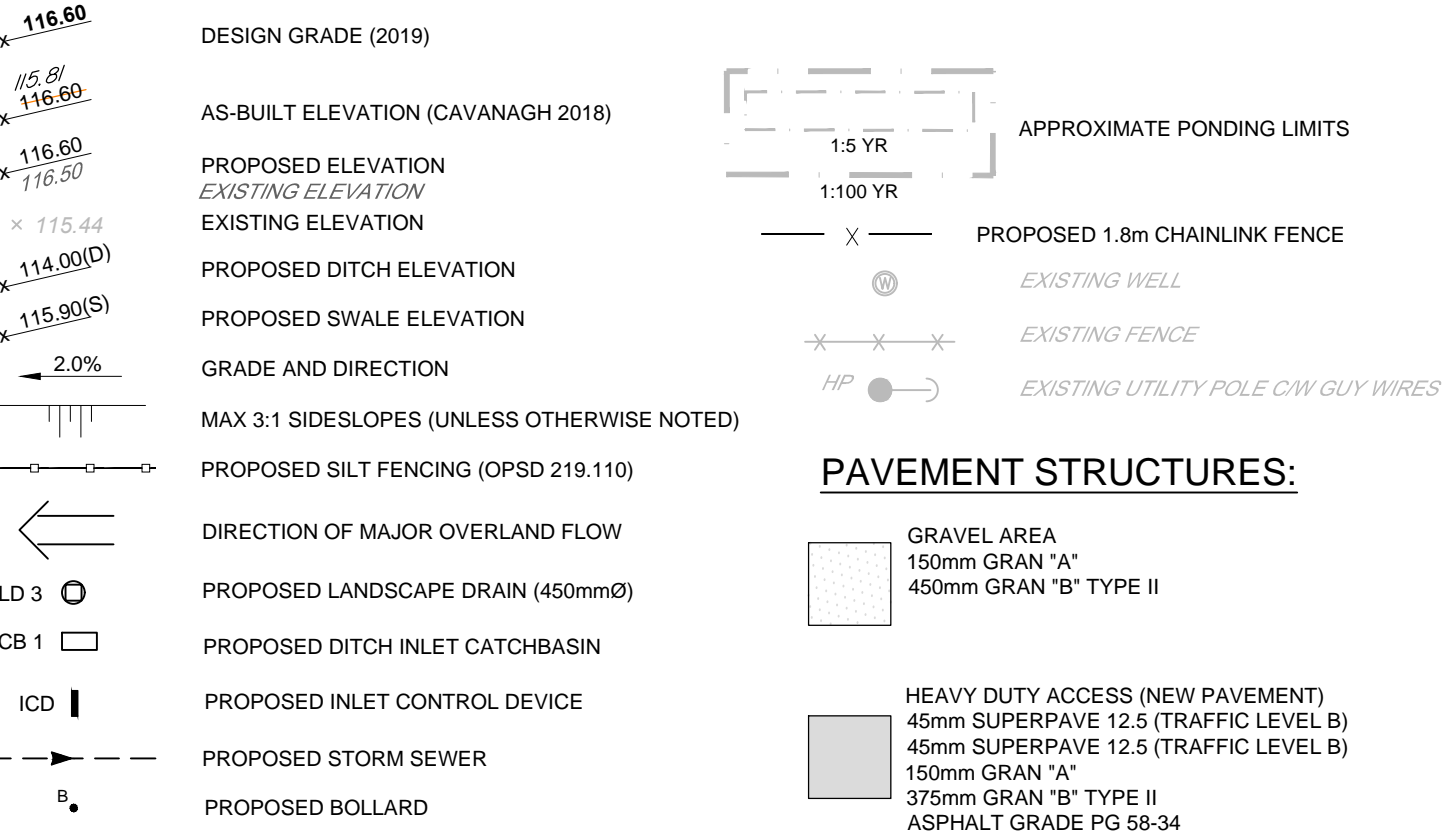 116.60
DESIGN GRADE (2019)
115.81
116.60
AS-BUILT ELEVATION (CAVANAGH 2018)
116.60
116.50
PROPOSED ELEVATION
EXISTING ELEVATION
× 115.44
EXISTING ELEVATION
114.00(D)
PROPOSED DITCH ELEVATION
115.90(S)
PROPOSED SWALE ELEVATION
2.0%
GRADE AND DIRECTION
MAX 3:1 SIDESLOPES (UNLESS OTHERWISE NOTED)
PROPOSED SILT FENCING (OPSD 219.110)
DIRECTION OF MAJOR OVERLAND FLOW
LD 3
PROPOSED LANDSCAPE DRAIN (450mmØ)
CB 1
PROPOSED DITCH INLET CATCHBASIN
ICD
PROPOSED INLET CONTROL DEVICE
PROPOSED STORM SEWER
B
PROPOSED BOLLARD
1:5 YR
1:100 YR
APPROXIMATE PONDING LIMITS
X
PROPOSED 1.8m CHAINLINK FENCE
W
EXISTING WELL
X X X
EXISTING FENCE
HP
EXISTING UTILITY POLE C/W GUY WIRES
PAVEMENT STRUCTURES:
GRAVEL AREA
150mm GRAN "A"
450mm GRAN "B" TYPE II
HEAVY DUTY ACCESS (NEW PAVEMENT)
45mm SUPERPAVE 12.5 (TRAFFIC LEVEL B)
45mm SUPERPAVE 12.5 (TRAFFIC LEVEL B)
150mm GRAN "A"
375mm GRAN "B" TYPE II
ASPHALT GRADE PG 58-34